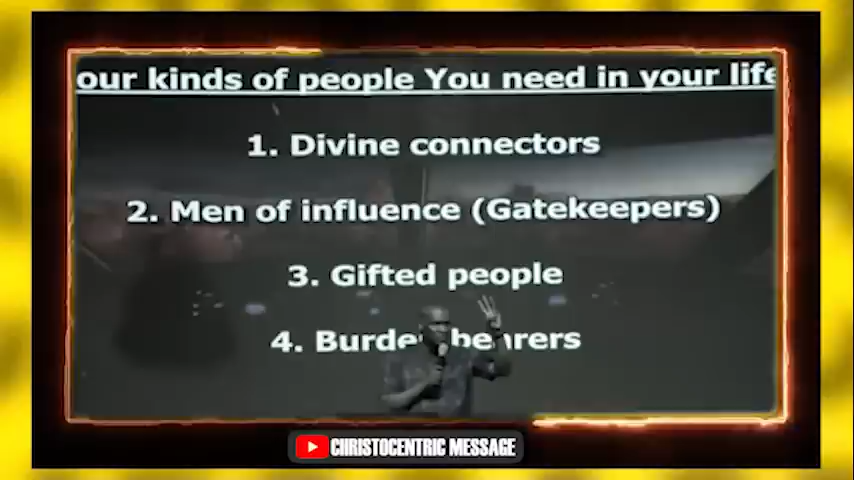 our kinds of people You need in your life
1. Divine connectors
2. Men of influence (Gatekeepers)
3. Gifted people
4. Burden bearers
CHRISTOCENTRIC MESSAGE